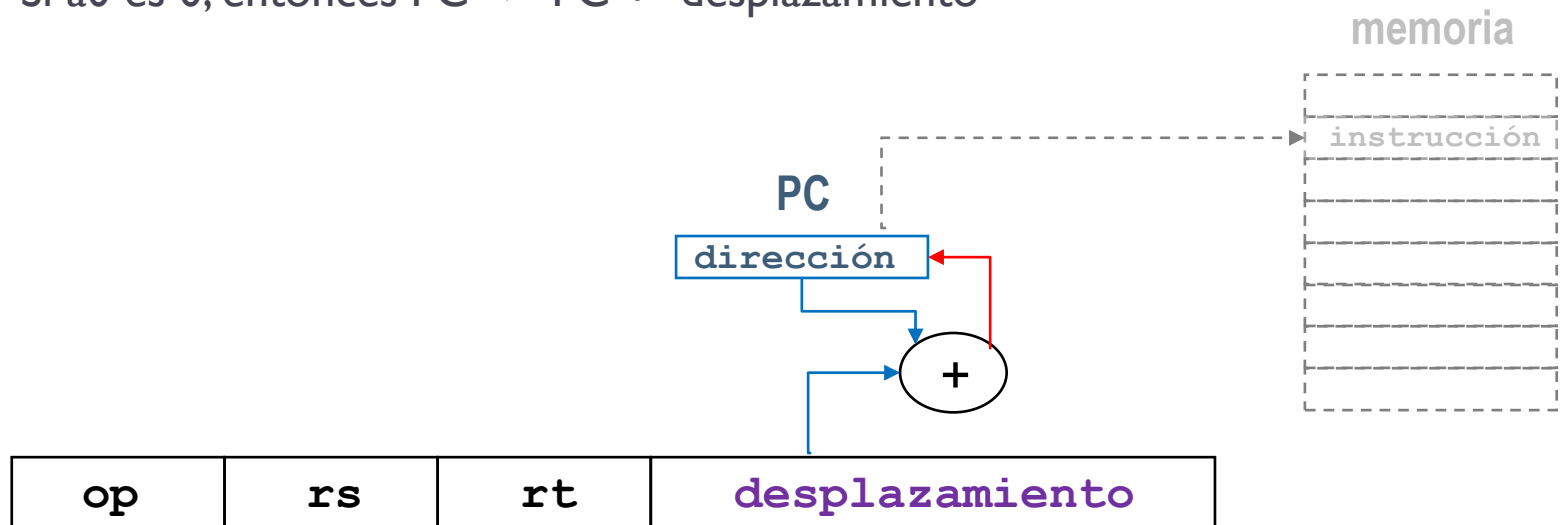 memoria
instrucción
PC
dirección
+
op rs rt desplazamiento